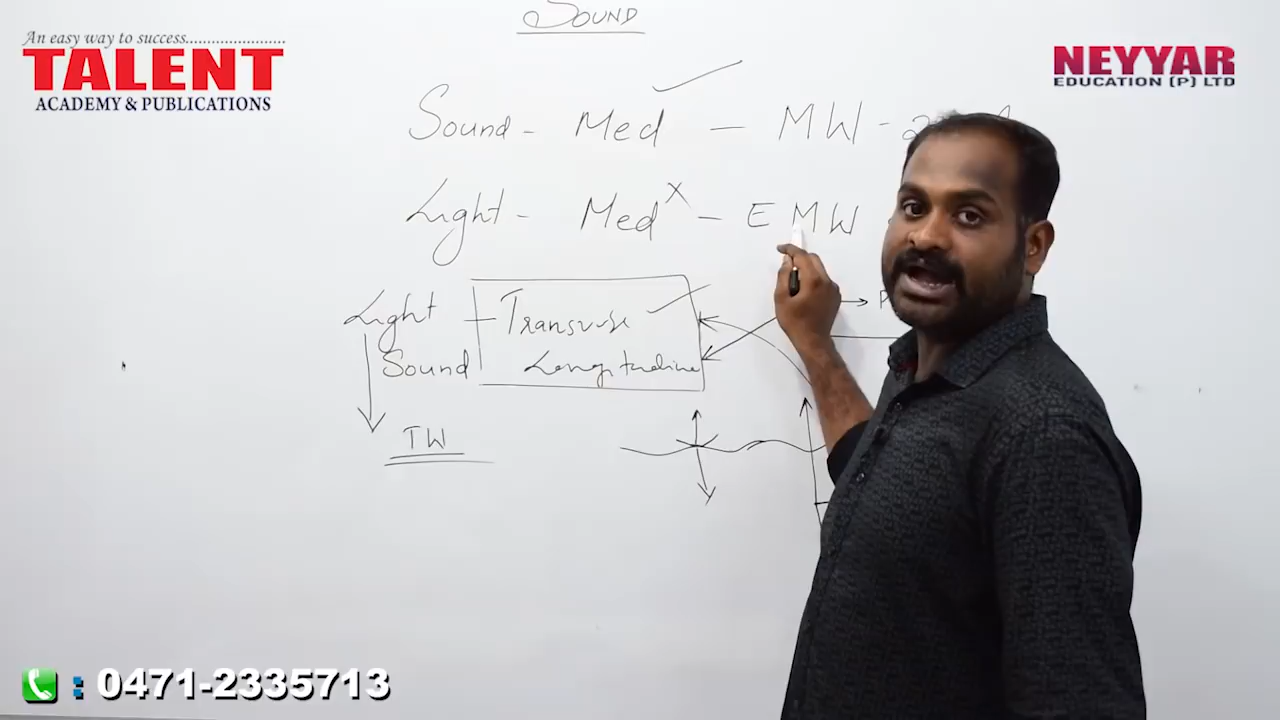 An easy way to success.......................
TALENT
ACADEMY & PUBLICATIONS
NEYYAR
EDUCATION (P) LTD
SOUND
Sound - Med ✓ - MW -
Light - Med x - EMW
Light - Transverse ✓
Sound Longitudine
TW
P
: 0471-2335713